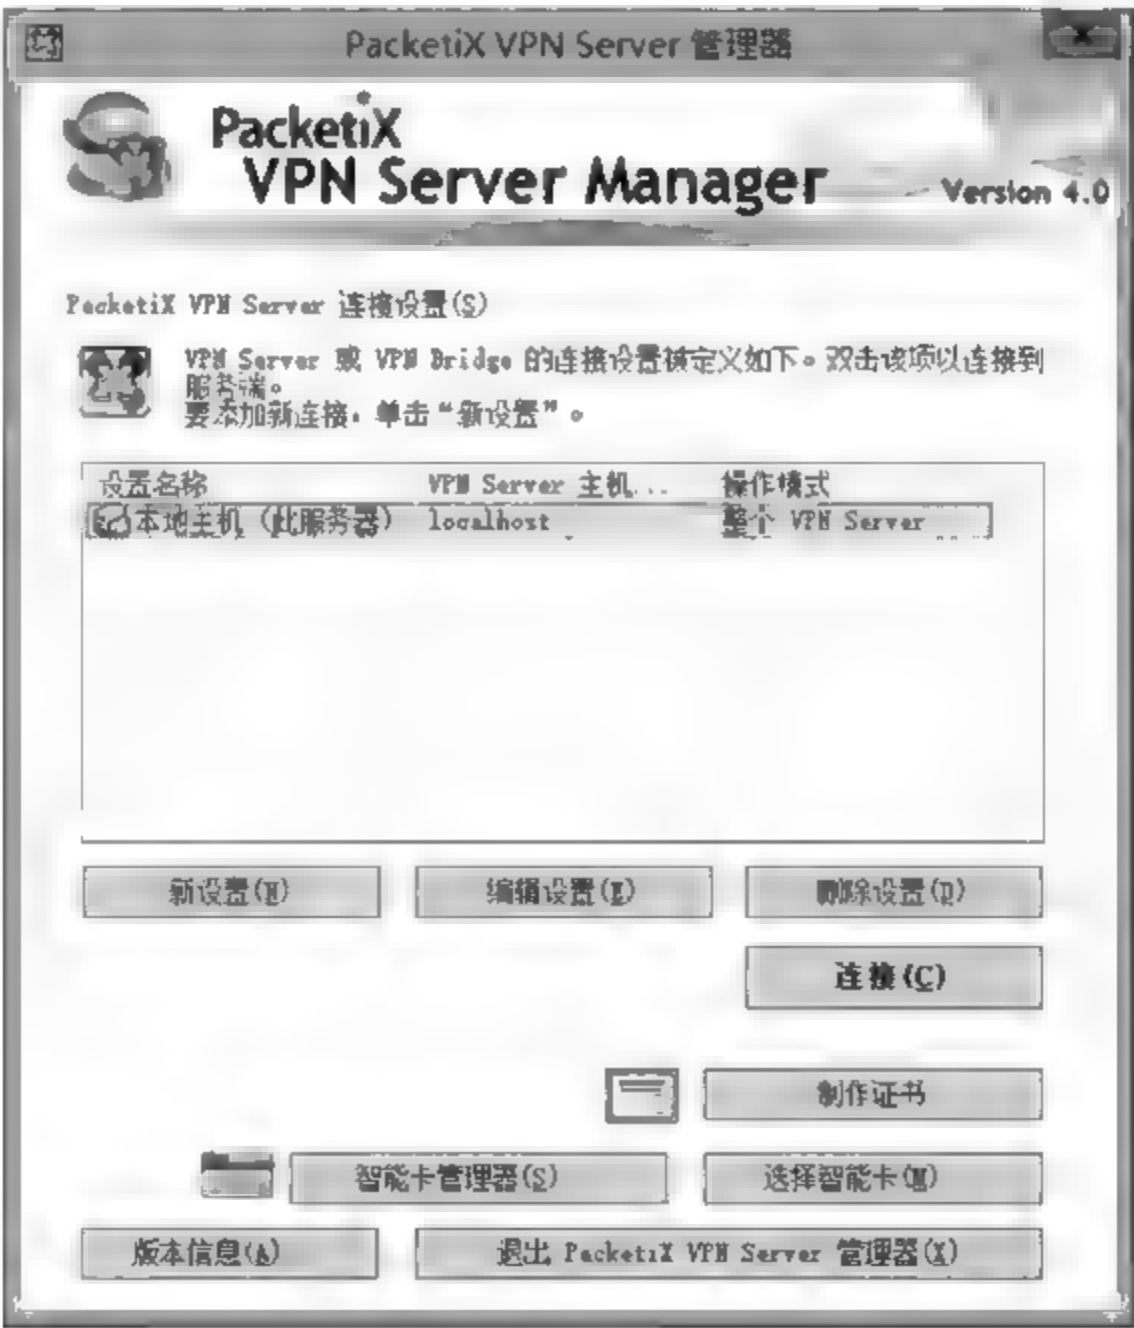 PacketiX VPN Server 管理器
PacketiX
VPN Server Manager
Version 4.0
PacketiX VPN Server 连接设置(S)
VPN Server 或 VPN Bridge 的连接设置被定义如下。双击该项以连接到
服务端。
要添加新连接，单击“新设置”。
设置名称 VPN Server 主机... 操作模式
本地主机 (此服务器) localhost 整个 VPN Server
新设置(N) 编辑设置(E) 删除设置(D)
连接(C)
制作证书
智能卡管理器(S) 选择智能卡(M)
版本信息(A) 退出 PacketiX VPN Server 管理器(X)